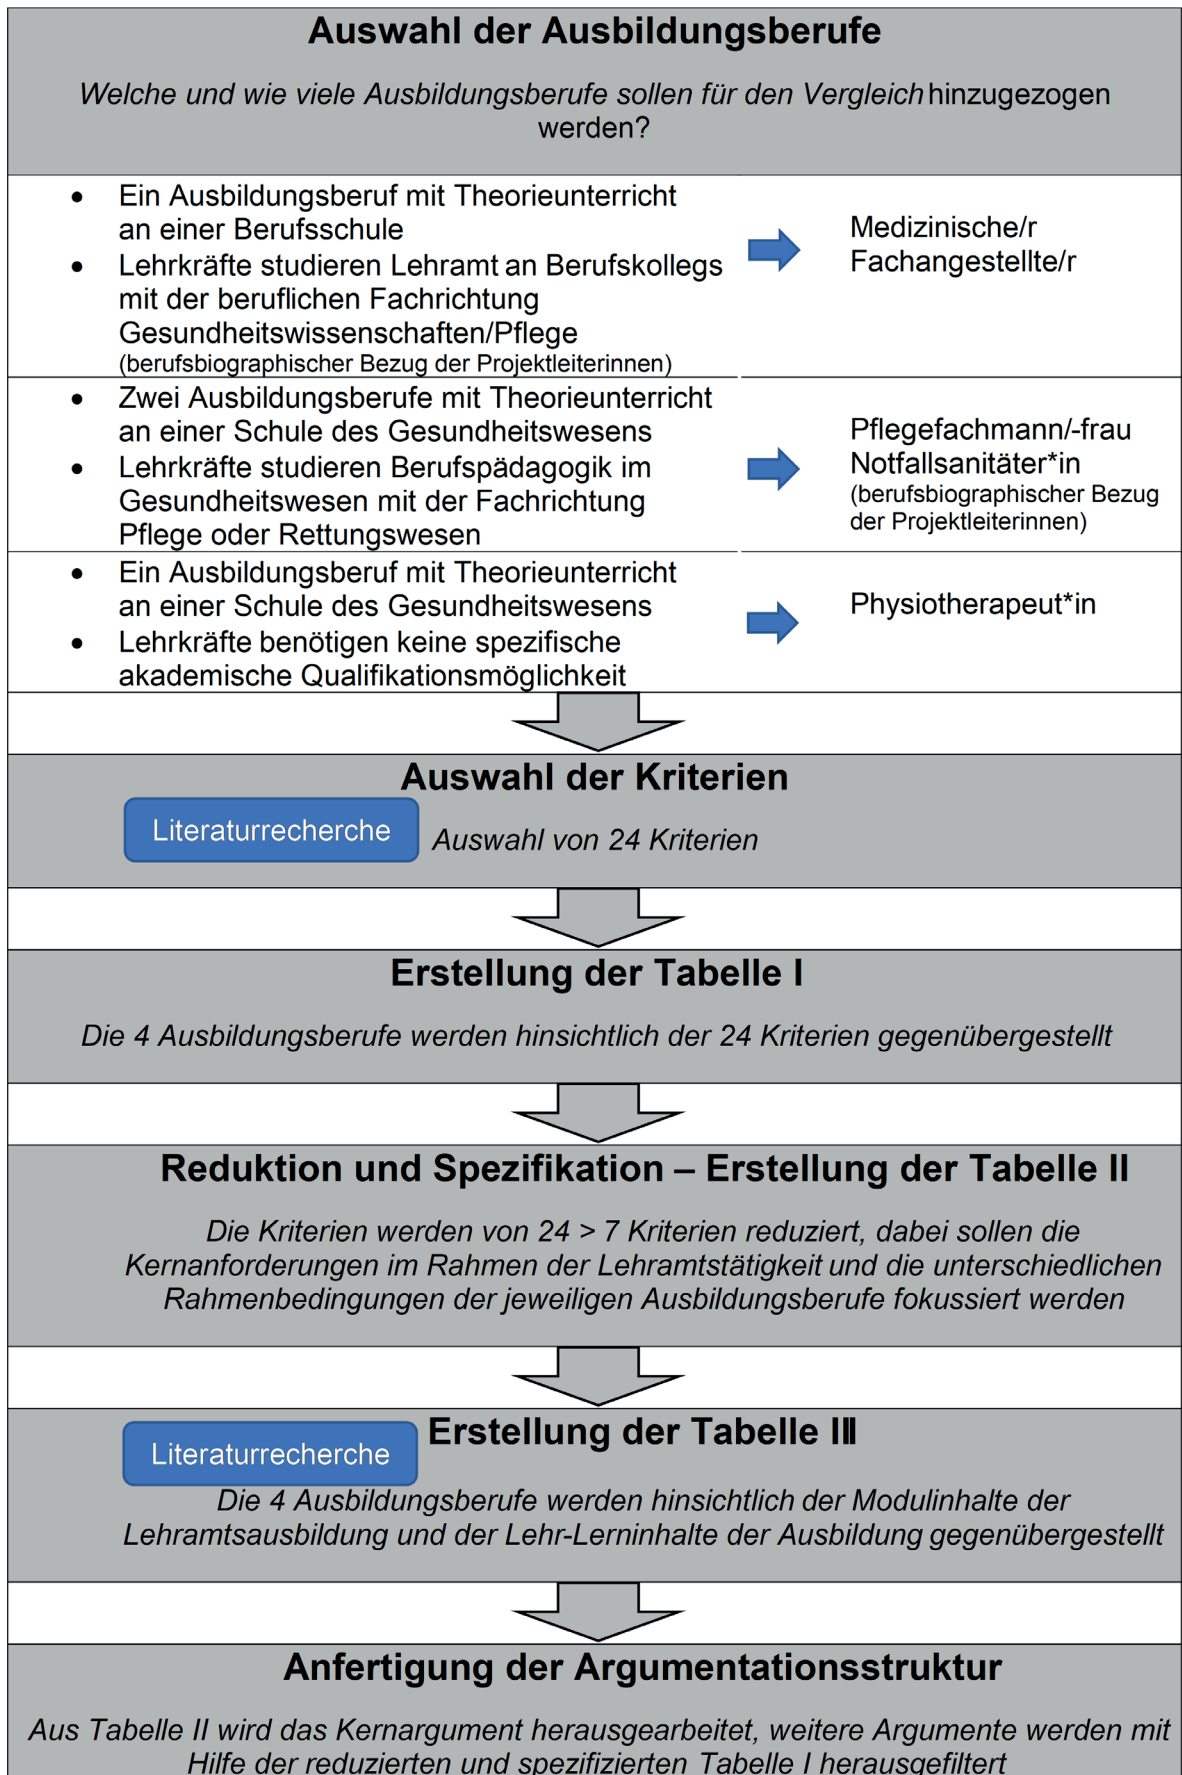 Auswahl der Ausbildungsberufe
Welche und wie viele Ausbildungsberufe sollen für den Vergleich hinzugezogen
werden?
• Ein Ausbildungsberuf mit Theorieunterricht
an einer Berufsschule
• Lehrkräfte studieren Lehramt an Berufskollegs
mit der beruflichen Fachrichtung
Gesundheitswissenschaften/Pflege
(berufsbiographischer Bezug der Projektleiterinnen)
Medizinische/r
Fachangestellte/r
• Zwei Ausbildungsberufe mit Theorieunterricht
an einer Schule des Gesundheitswesens
• Lehrkräfte studieren Berufspädagogik im
Gesundheitswesen mit der Fachrichtung
Pflege oder Rettungswesen
Pflegefachmann/-frau
Notfallsanitäter*in
(berufsbiographischer Bezug
der Projektleiterinnen)
• Ein Ausbildungsberuf mit Theorieunterricht
an einer Schule des Gesundheitswesens
• Lehrkräfte benötigen keine spezifische
akademische Qualifikationsmöglichkeit
Physiotherapeut*in
Auswahl der Kriterien
Literaturrecherche
Auswahl von 24 Kriterien
Erstellung der Tabelle I
Die 4 Ausbildungsberufe werden hinsichtlich der 24 Kriterien gegenübergestellt
Reduktion und Spezifikation – Erstellung der Tabelle II
Die Kriterien werden von 24 > 7 Kriterien reduziert, dabei sollen die
Kernanforderungen im Rahmen der Lehramtstätigkeit und die unterschiedlichen
Rahmenbedingungen der jeweiligen Ausbildungsberufe fokussiert werden
Erstellung der Tabelle III
Literaturrecherche
Die 4 Ausbildungsberufe werden hinsichtlich der Modulinhalte der
Lehramtsausbildung und der Lehr-Lerninhalte der Ausbildung gegenübergestellt
Anfertigung der Argumentationsstruktur
Aus Tabelle II wird das Kernargument herausgearbeitet, weitere Argumente werden mit
Hilfe der reduzierten und spezifizierten Tabelle I herausgefiltert